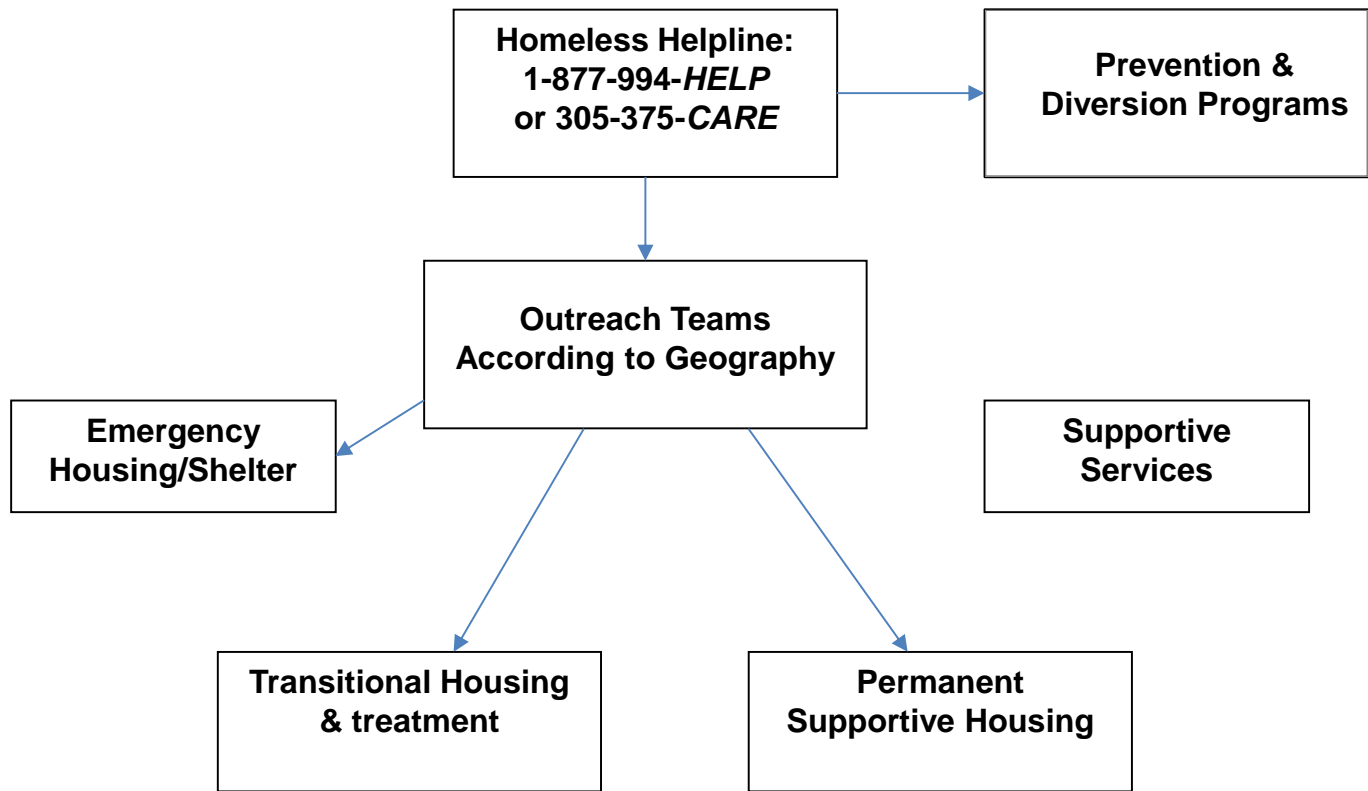 Homeless Helpline:
1-877-994-HELP
or 305-375-CARE
Prevention &
Diversion Programs
Outreach Teams
According to Geography
Emergency
Housing/Shelter
Supportive
Services
Transitional Housing
& treatment
Permanent
Supportive Housing